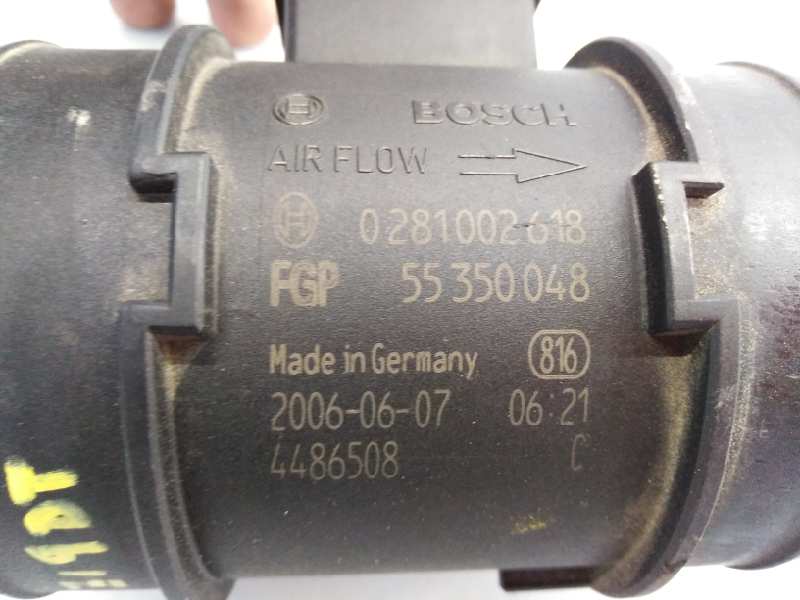 BOSCH
AIR FLOW
0 281 002 618
FGP 55 350 048
Made in Germany 816
2006-06-07 06:21
4486508 C